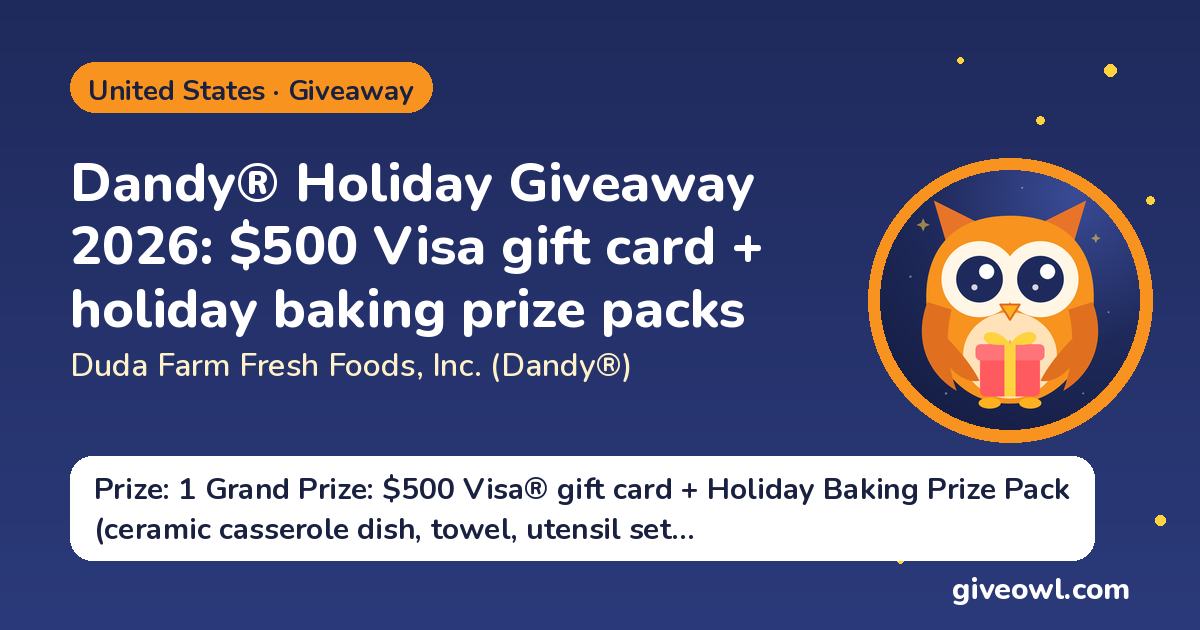 United States · Giveaway
Dandy® Holiday Giveaway
2026: $500 Visa gift card +
holiday baking prize packs
Duda Farm Fresh Foods, Inc. (Dandy®)
Prize: 1 Grand Prize: $500 Visa® gift card + Holiday Baking Prize Pack
(ceramic casserole dish, towel, utensil set...
giveowl.com